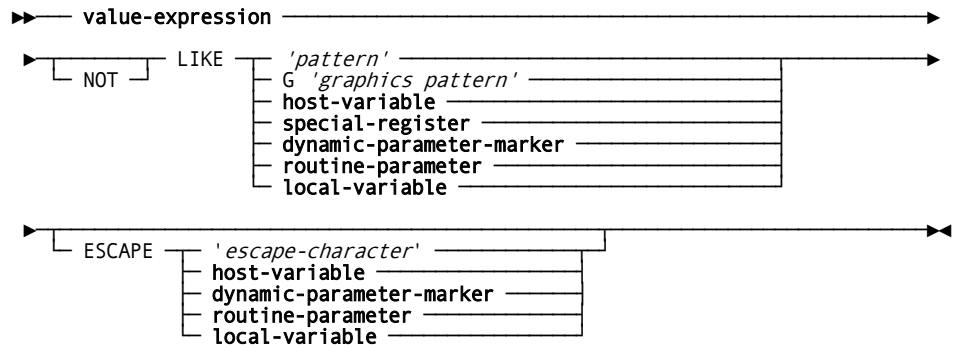 value-expression
LIKE 'pattern'
NOT G 'graphics pattern'
host-variable
special-register
dynamic-parameter-marker
routine-parameter
local-variable
ESCAPE 'escape-character'
host-variable
dynamic-parameter-marker
routine-parameter
local-variable